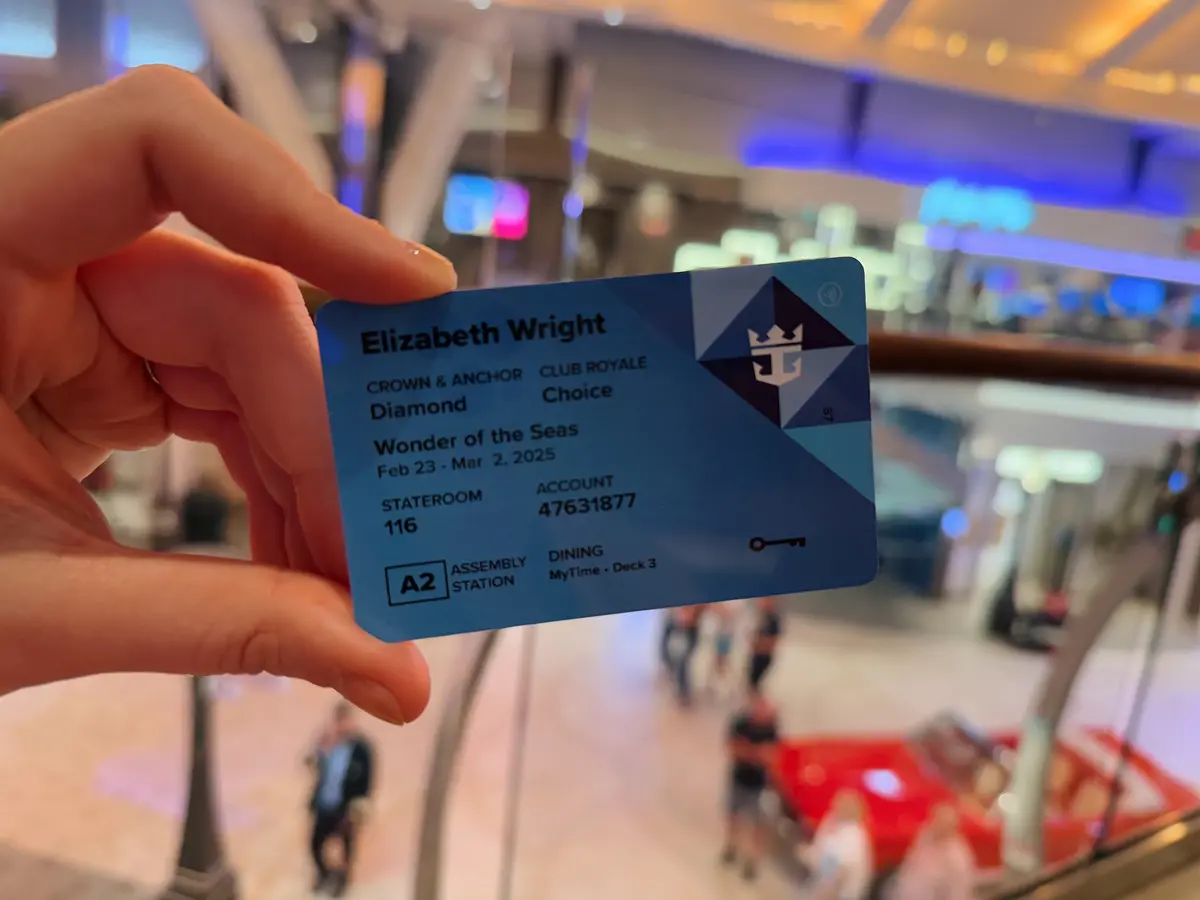 Elizabeth Wright
CROWN & ANCHOR CLUB ROYALE
Diamond Choice
Wonder of the Seas
Feb 23 - Mar 2, 2025
STATEROOM ACCOUNT
116 47631877
A2 ASSEMBLY STATION
DINING
MyTime - Deck 3